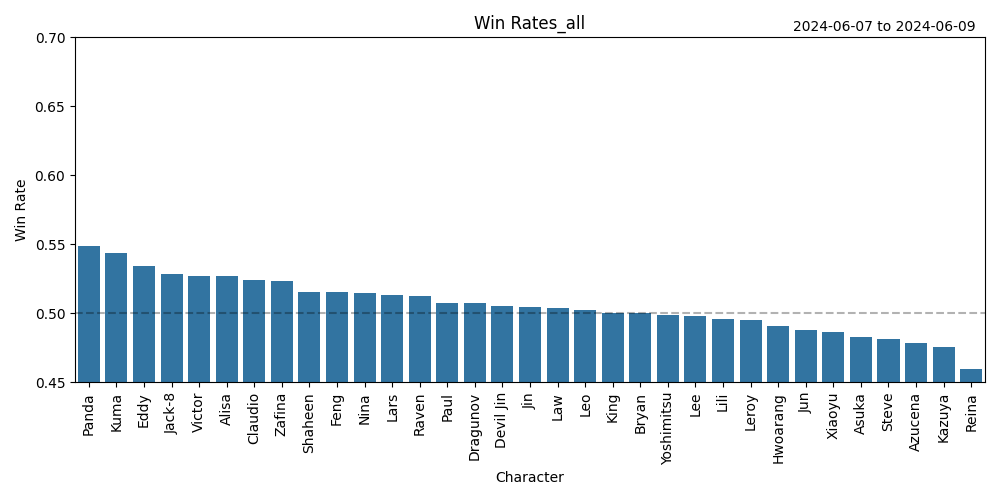 Win Rates_all
2024-06-07 to 2024-06-09
Win Rate
0.70
0.65
0.60
0.55
0.50
0.45
Panda
Kuma
Eddy
Jack-8
Victor
Alisa
Claudio
Zafina
Shaheen
Feng
Nina
Lars
Raven
Paul
Dragunov
Devil Jin
Jin
Law
Leo
King
Bryan
Yoshimitsu
Lee
Lili
Leroy
Hwoarang
Jun
Xiaoyu
Asuka
Steve
Azucena
Kazuya
Reina
Character